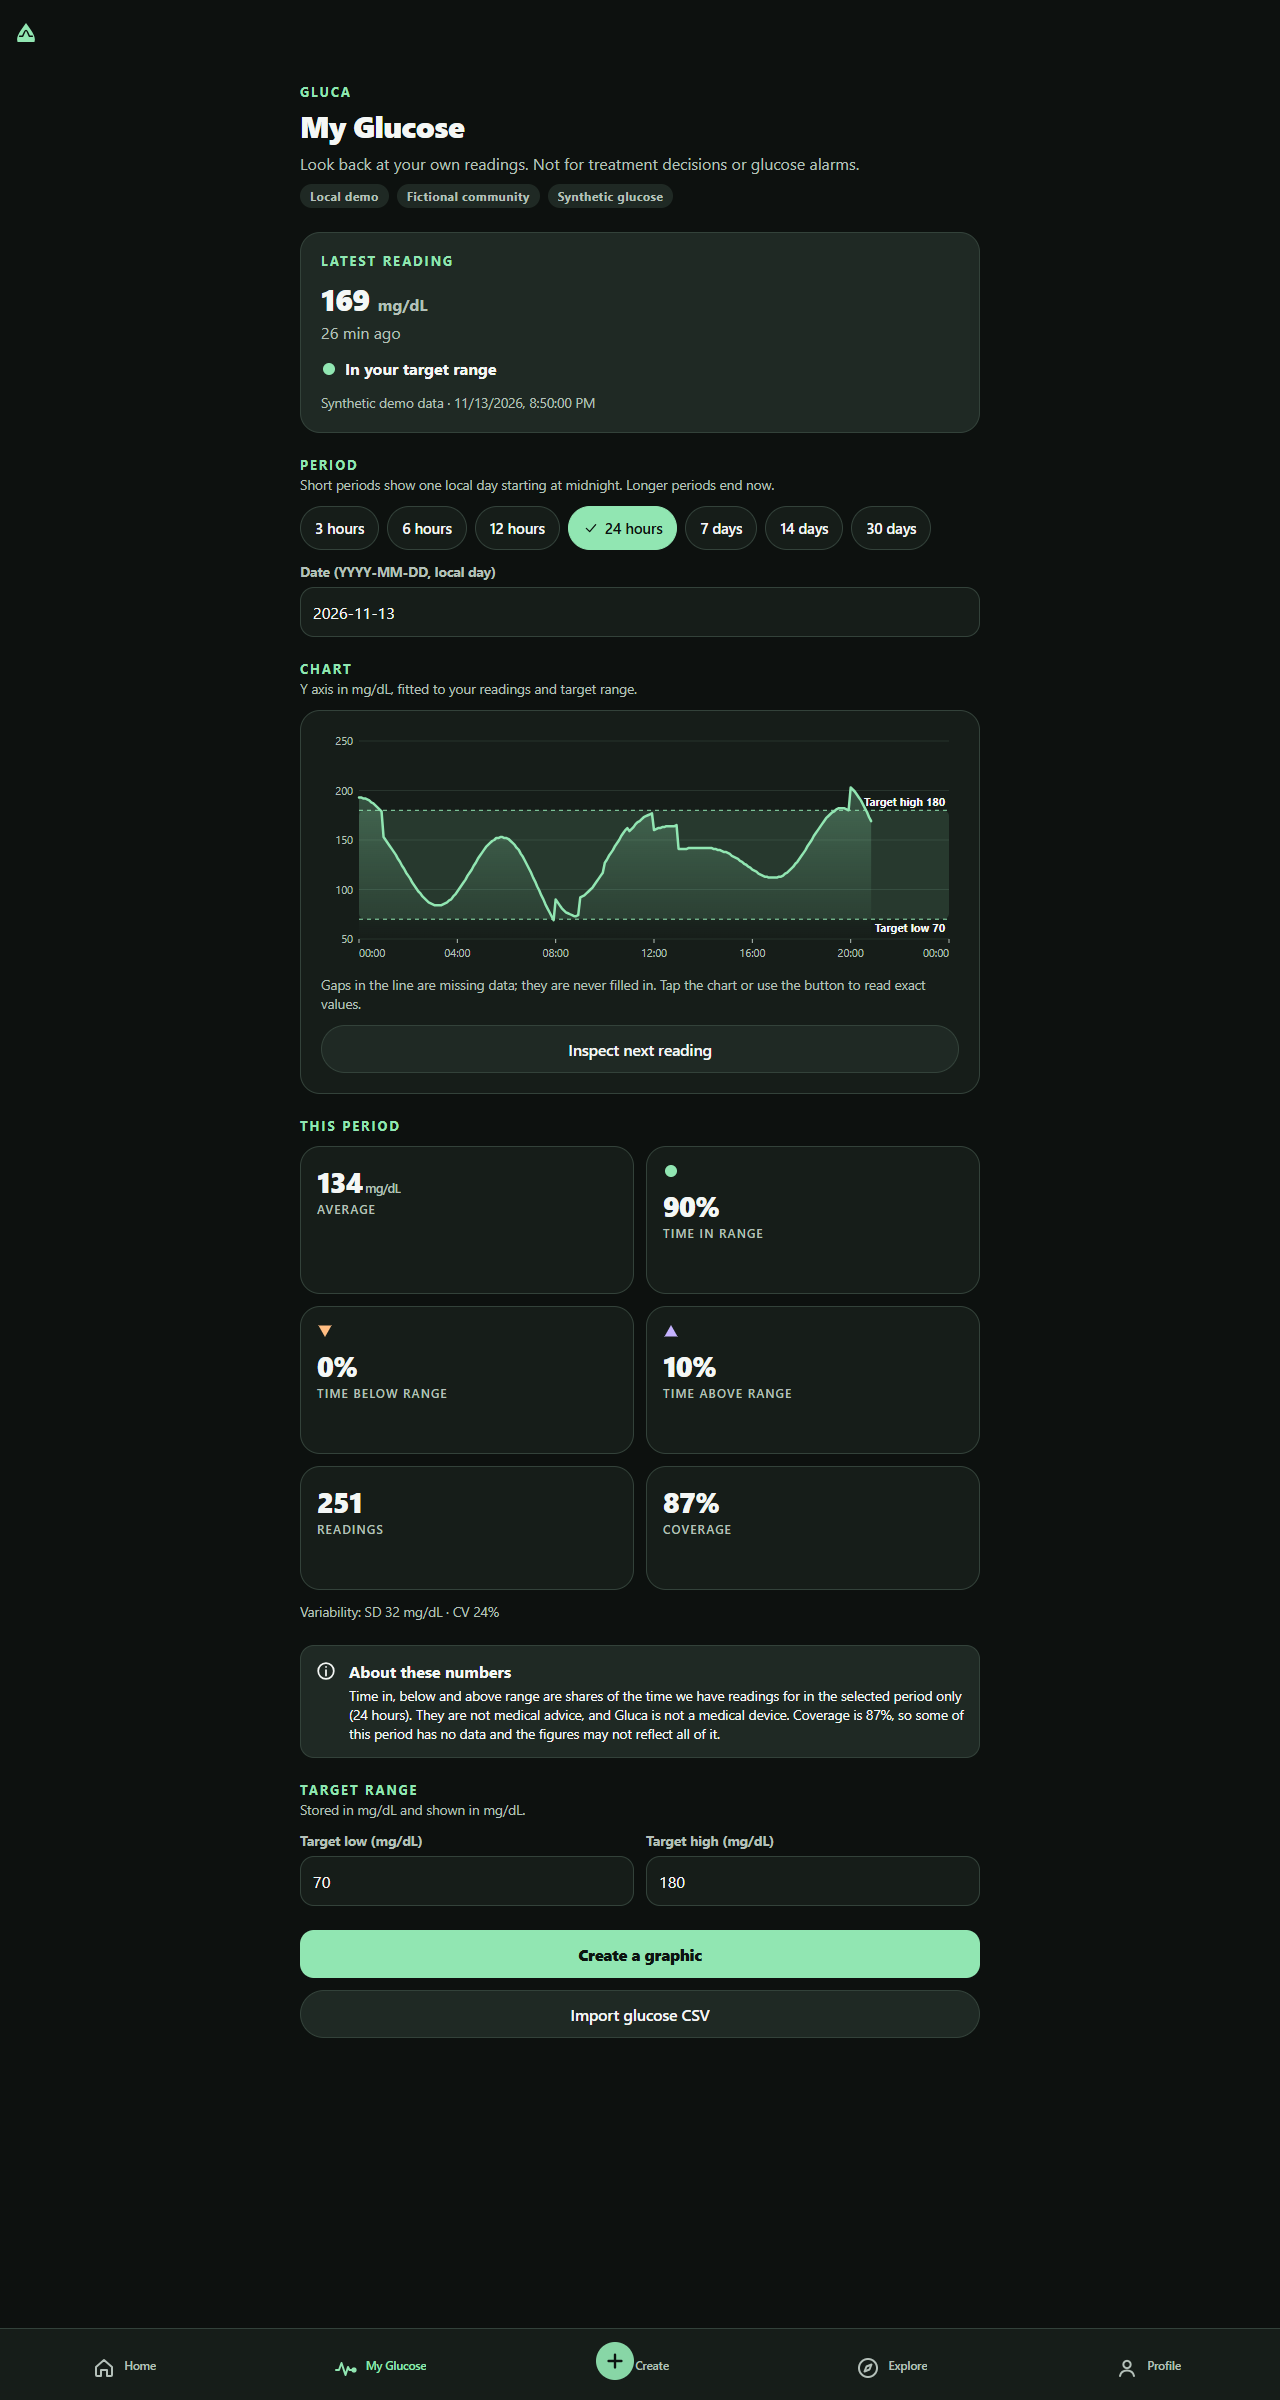 GLUCA
My Glucose
Look back at your own readings. Not for treatment decisions or glucose alarms.
Local demo
Fictional community
Synthetic glucose
LATEST READING
169 mg/dL
26 min ago
In your target range
Synthetic demo data · 11/13/2026, 8:50:00 PM
PERIOD
Short periods show one local day starting at midnight. Longer periods end now.
3 hours
6 hours
12 hours
24 hours
7 days
14 days
30 days
Date (YYYY-MM-DD, local day)
2026-11-13
CHART
Y axis in mg/dL, fitted to your readings and target range.
250
200
Target high 180
150
100
Target low 70
50
00:00
04:00
08:00
12:00
16:00
20:00
00:00
Gaps in the line are missing data; they are never filled in. Tap the chart or use the button to read exact
values.
Inspect next reading
THIS PERIOD
134 mg/dL
AVERAGE
90%
TIME IN RANGE
0%
TIME BELOW RANGE
10%
TIME ABOVE RANGE
251
READINGS
87%
COVERAGE
Variability: SD 32 mg/dL · CV 24%
About these numbers
Time in, below and above range are shares of the time we have readings for in the selected period only
(24 hours). They are not medical advice, and Gluca is not a medical device. Coverage is 87%, so some of
this period has no data and the figures may not reflect all of it.
TARGET RANGE
Stored in mg/dL and shown in mg/dL.
Target low (mg/dL)
70
Target high (mg/dL)
180
Create a graphic
Import glucose CSV
Home
My Glucose
Create
Explore
Profile